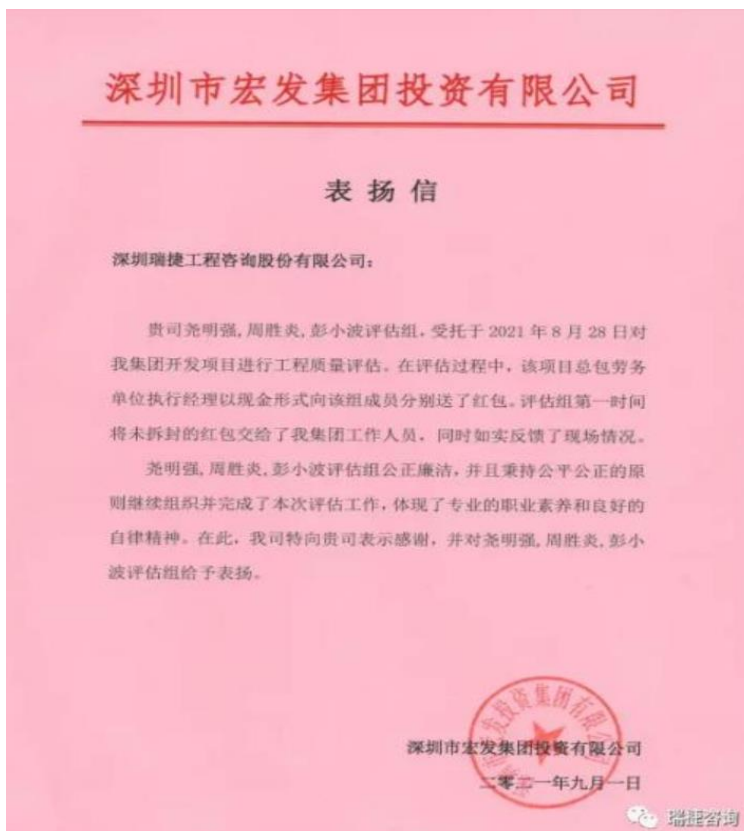 深圳市宏发集团投资有限公司
表扬信
深圳瑞捷工程咨询股份有限公司：
贵司尧明强,周胜炎,彭小波评估组，受托于 2021 年 8 月 28 日对
我集团开发项目进行工程质量评估。在评估过程中，该项目总包劳务
单位执行经理以现金形式向该组成员分别送了红包。评估组第一时间
将未拆封的红包交给了我集团工作人员，同时如实反馈了现场情况。
尧明强,周胜炎,彭小波评估组公正廉洁，并且秉持公平公正的原
则继续组织并完成了本次评估工作，体现了专业的职业素养和良好的
自律精神。在此，我司特向贵司表示感谢，并对尧明强,周胜炎,彭小
波评估组给予表扬。
深圳市宏发集团投资有限公司
二零二一年九月一日
瑞捷咨询